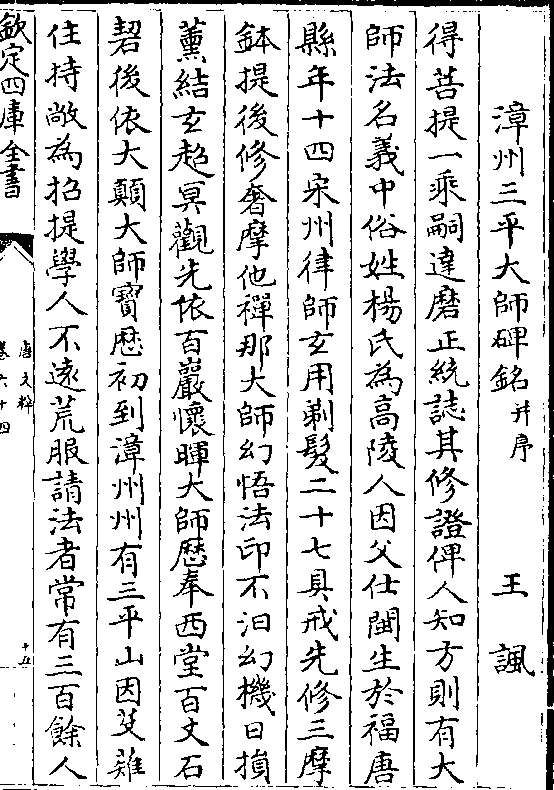 漳州三平大師碑銘并序 王諷
得菩提一乘嗣達磨正統誌其修證俾人知方則有大
師法名義中俗姓楊氏為高陵人因父仕閩生於福唐
縣年十四宋州律師玄用剃髮二十七具戒先修三摩
鉢提後修奢摩他禪那大師幻悟法印不汩幻機日損
薰結玄超冥觀先依百巖懷暉大師歷奉西堂百丈石
鞏後依大顛大師寶歷初到漳州州有三平山因芟薙
住持敞為招提學人不遠荒服請法者常有三百餘人
欽定四庫全書
唐文粹
卷六十四
十五